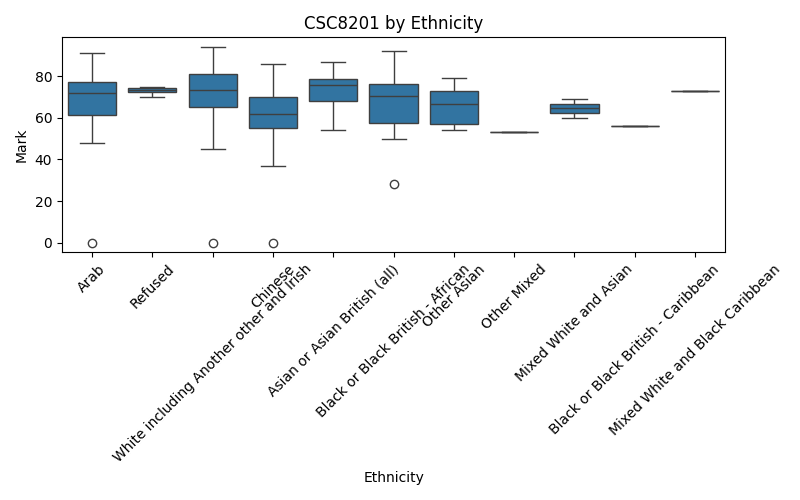 CSC8201 by Ethnicity
Mark
80
60
40
20
0
Arab
Refused
White including Another other and Irish
Chinese
Asian or Asian British (all)
Black or Black British - African
Other Asian
Other Mixed
Mixed White and Asian
Black or Black British - Caribbean
Mixed White and Black Caribbean
Ethnicity